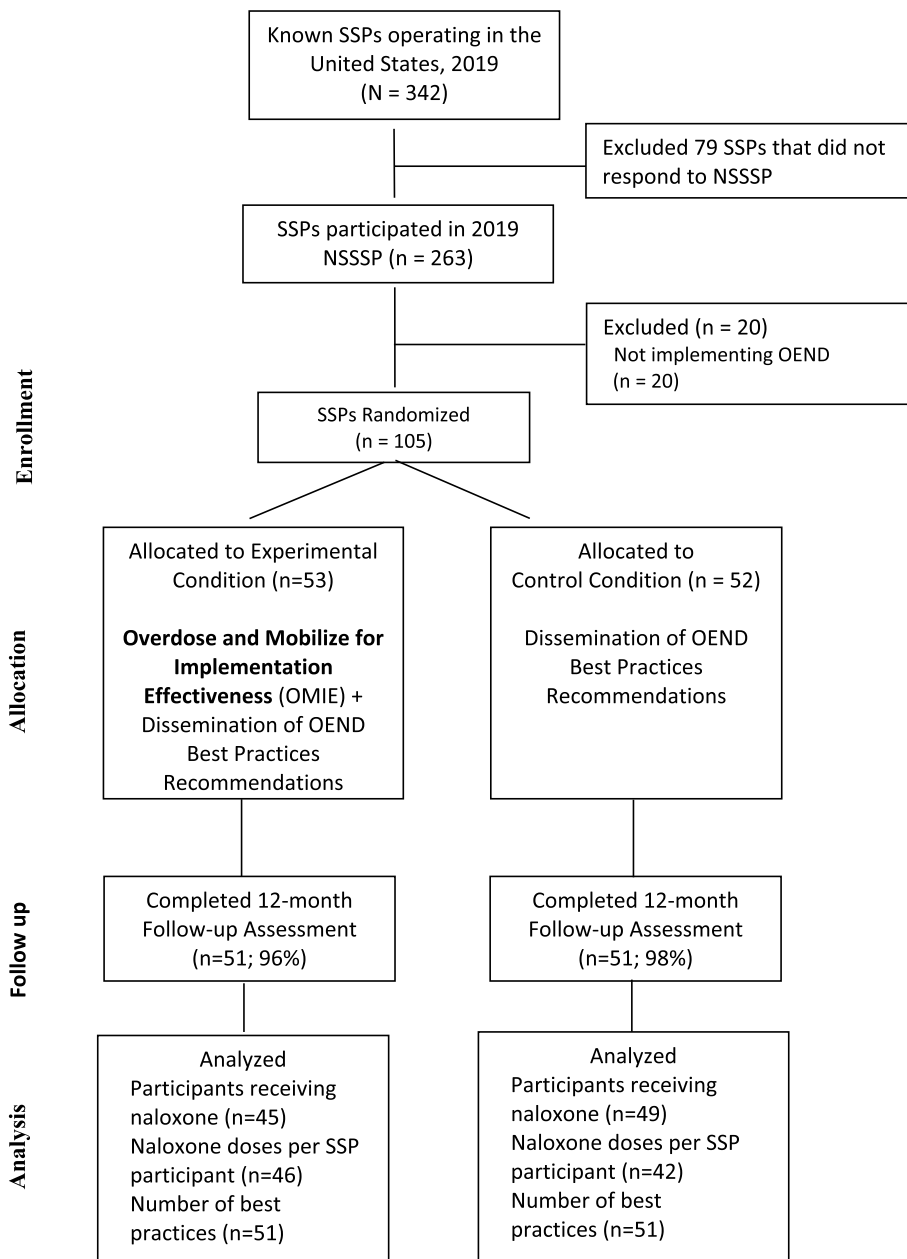 Known SSPs operating in the
United States, 2019
(N = 342)
Excluded 79 SSPs that did not
respond to NSSSP
SSPs participated in 2019
NSSSP (n = 263)
Excluded (n = 20)
Not implementing OEND
(n = 20)
Enrollment
SSPs Randomized
(n = 105)
Allocation
Allocated to Experimental
Condition (n=53)
Overdose and Mobilize for
Implementation
Effectiveness (OMIE) +
Dissemination of OEND
Best Practices
Recommendations
Allocated to
Control Condition (n = 52)
Dissemination of OEND
Best Practices
Recommendations
Follow up
Completed 12-month
Follow-up Assessment
(n=51; 96%)
Completed 12-month
Follow-up Assessment
(n=51; 98%)
Analysis
Analyzed
Participants receiving
naloxone (n=45)
Naloxone doses per SSP
participant (n=46)
Number of best
practices (n=51)
Analyzed
Participants receiving
naloxone (n=49)
Naloxone doses per SSP
participant (n=42)
Number of best
practices (n=51)